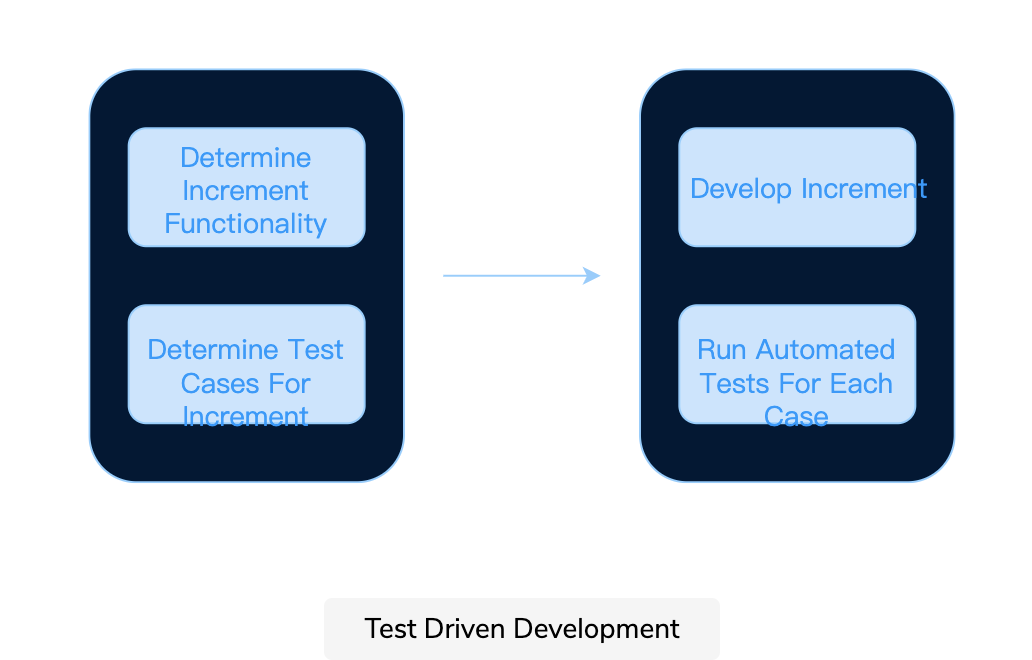 Determine
Increment
Functionality
Determine Test
Cases For
Increment
Develop Increment
Run Automated
Tests For Each
Case
Test Driven Development